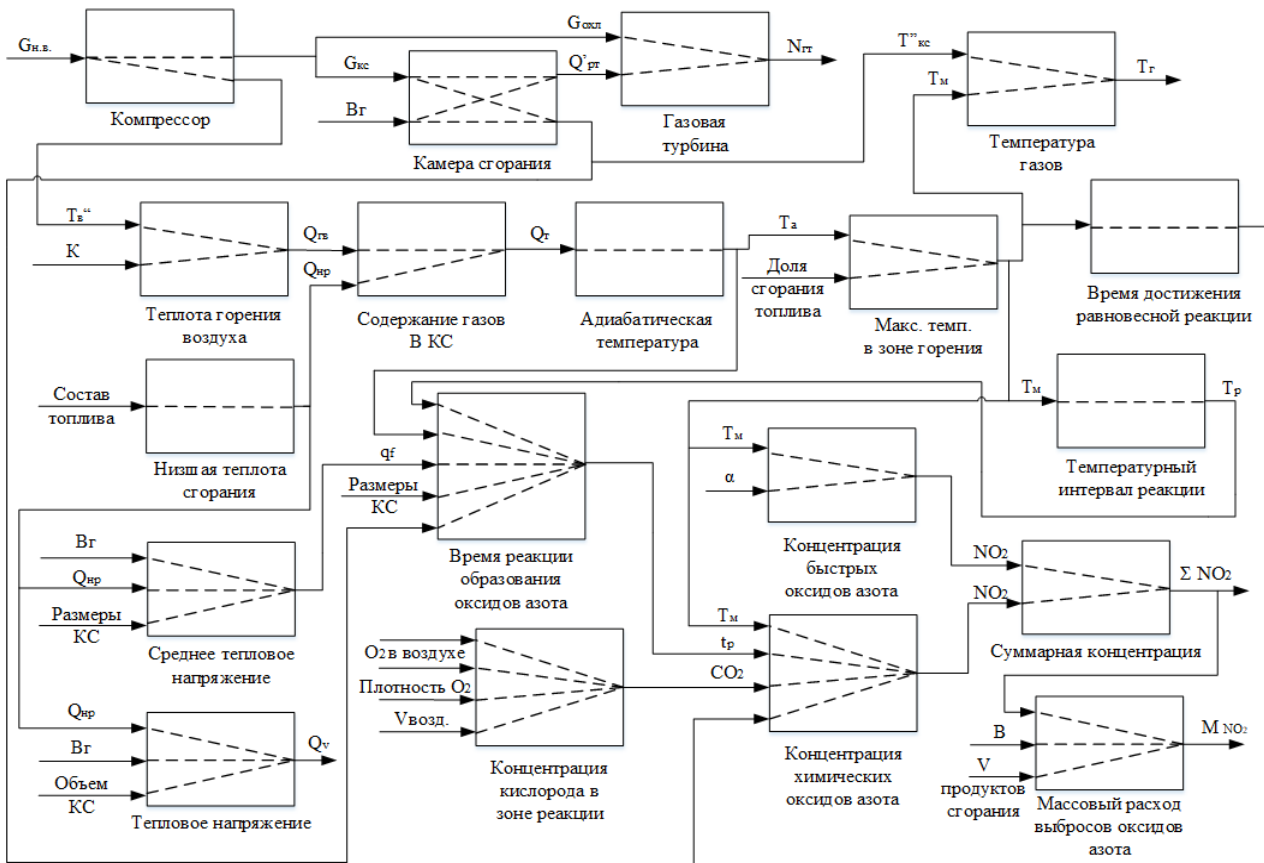 Gн.в.
Компрессор
Gкс
Вг
Камера сгорания
Gохл
Q’рт
Газовая
турбина
Nгт
T”кс
Tм
Tг
Температура
газов
Tв“
К
Теплота горения
воздуха
Qгв
Qнр
Содержание газов
В КС
Qт
Адиабатическая
температура
Tа
Доля
сгорания
топлива
Макс. темп.
в зоне горения
Время достижения
равновесной реакции
Состав
топлива
Низшая теплота
сгорания
qf
Размеры
КС
Время реакции
образования
оксидов азота
Tм
α
Концентрация
быстрых
оксидов азота
Tм
Tр
Температурный
интервал реакции
Вг
Qнр
Размеры
КС
Среднее тепловое
напряжение
О2 в воздухе
Плотность О2
Vвозд.
Концентрация
кислорода в
зоне реакции
Tм
tр
СО2
Концентрация
химических
оксидов азота
NO2
NO2
Суммарная концентрация
Σ NO2
Qнр
Вг
Объем
КС
Qv
Тепловое напряжение
В
V
продуктов
сгорания
M NO2
Массовый расход
выбросов оксидов
азота